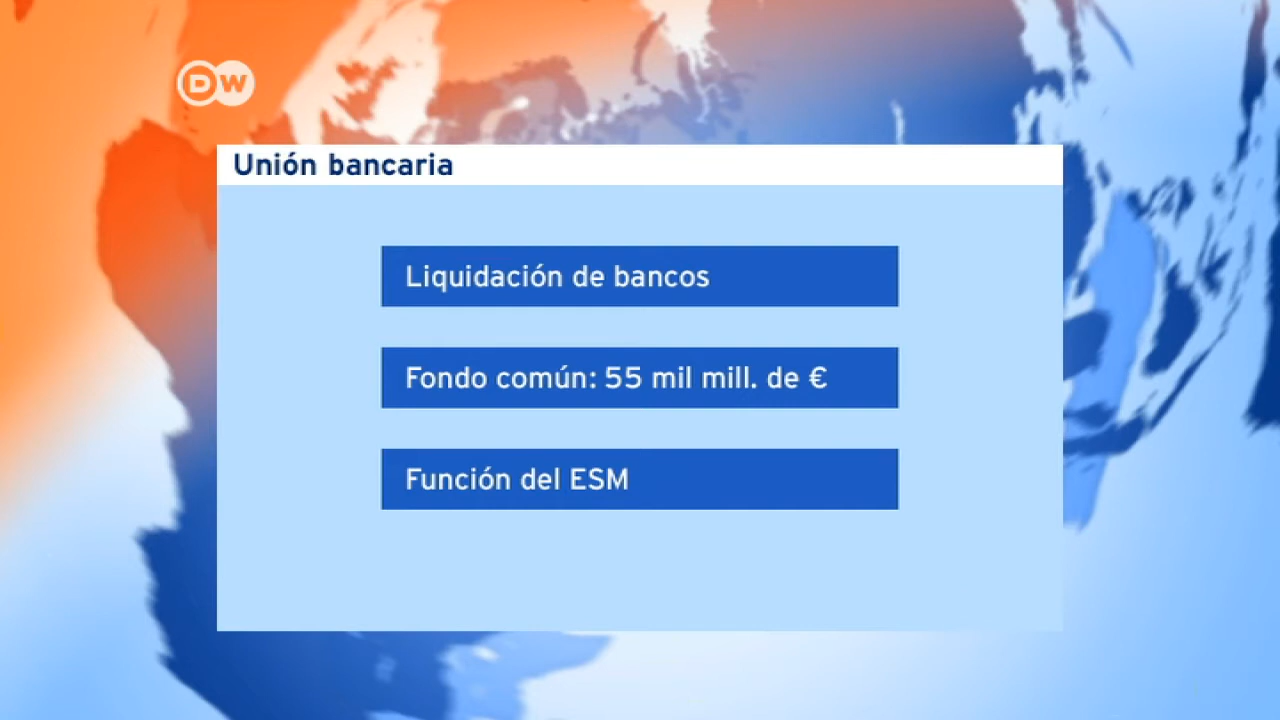 DW
Unión bancaria
Liquidación de bancos
Fondo común: 55 mil mill. de €
Función del ESM